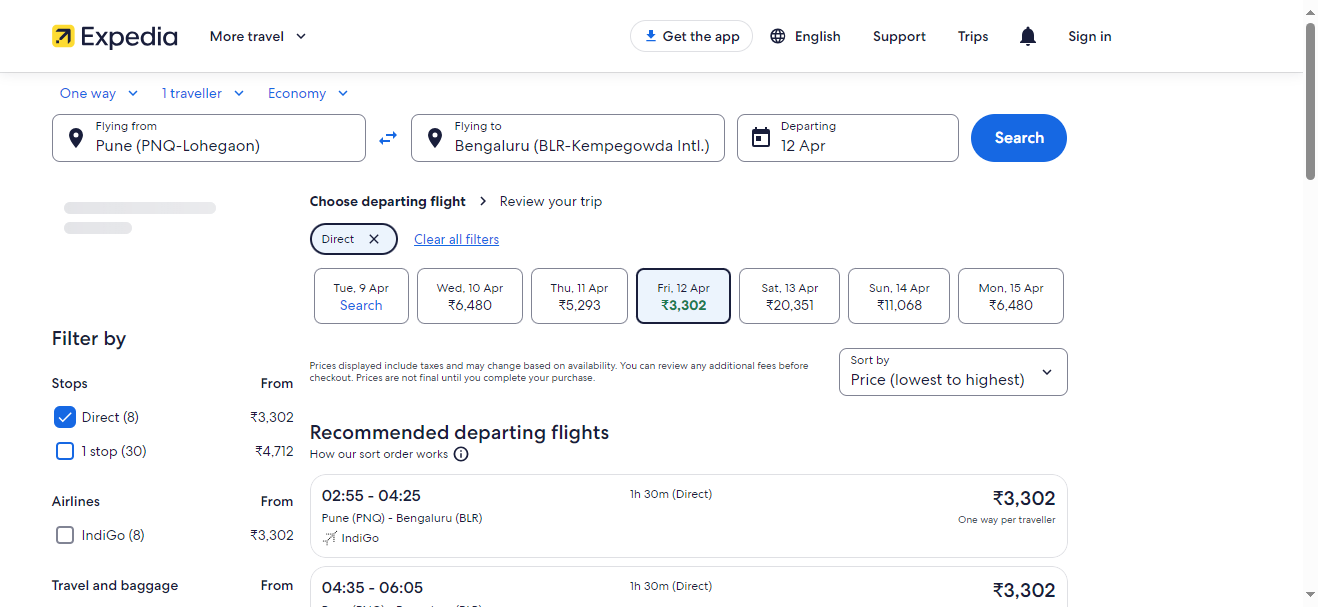 Expedia
More travel
Get the app
English
Support
Trips
Sign in
One way
1 traveller
Economy
Flying from
Pune (PNQ-Lohegaon)
Flying to
Bengaluru (BLR-Kempegowda Intl.)
Departing
12 Apr
Search
Choose departing flight
Review your trip
Direct
Clear all filters
Tue, 9 Apr
Search
Wed, 10 Apr
₹6,480
Thu, 11 Apr
₹5,293
Fri, 12 Apr
₹3,302
Sat, 13 Apr
₹20,351
Sun, 14 Apr
₹11,068
Mon, 15 Apr
₹6,480
Filter by
Stops From
Direct (8) ₹3,302
1 stop (30) ₹4,712
Airlines From
IndiGo (8) ₹3,302
Travel and baggage From
Prices displayed include taxes and may change based on availability. You can review any additional fees before
checkout. Prices are not final until you complete your purchase.
Sort by
Price (lowest to highest)
Recommended departing flights
How our sort order works
02:55 - 04:25
Pune (PNQ) - Bengaluru (BLR)
IndiGo
1h 30m (Direct)
₹3,302
One way per traveller
04:35 - 06:05
1h 30m (Direct)
₹3,302